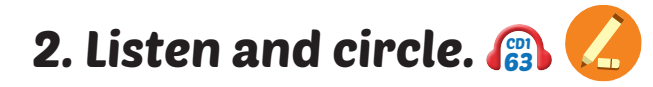 2. Listen and circle. CD1
63